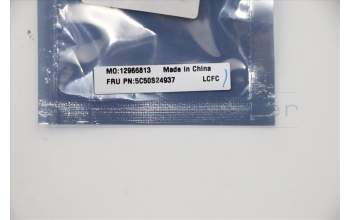 MO:12966813 Made in China
FRU PN:5C50S24937 LCFC